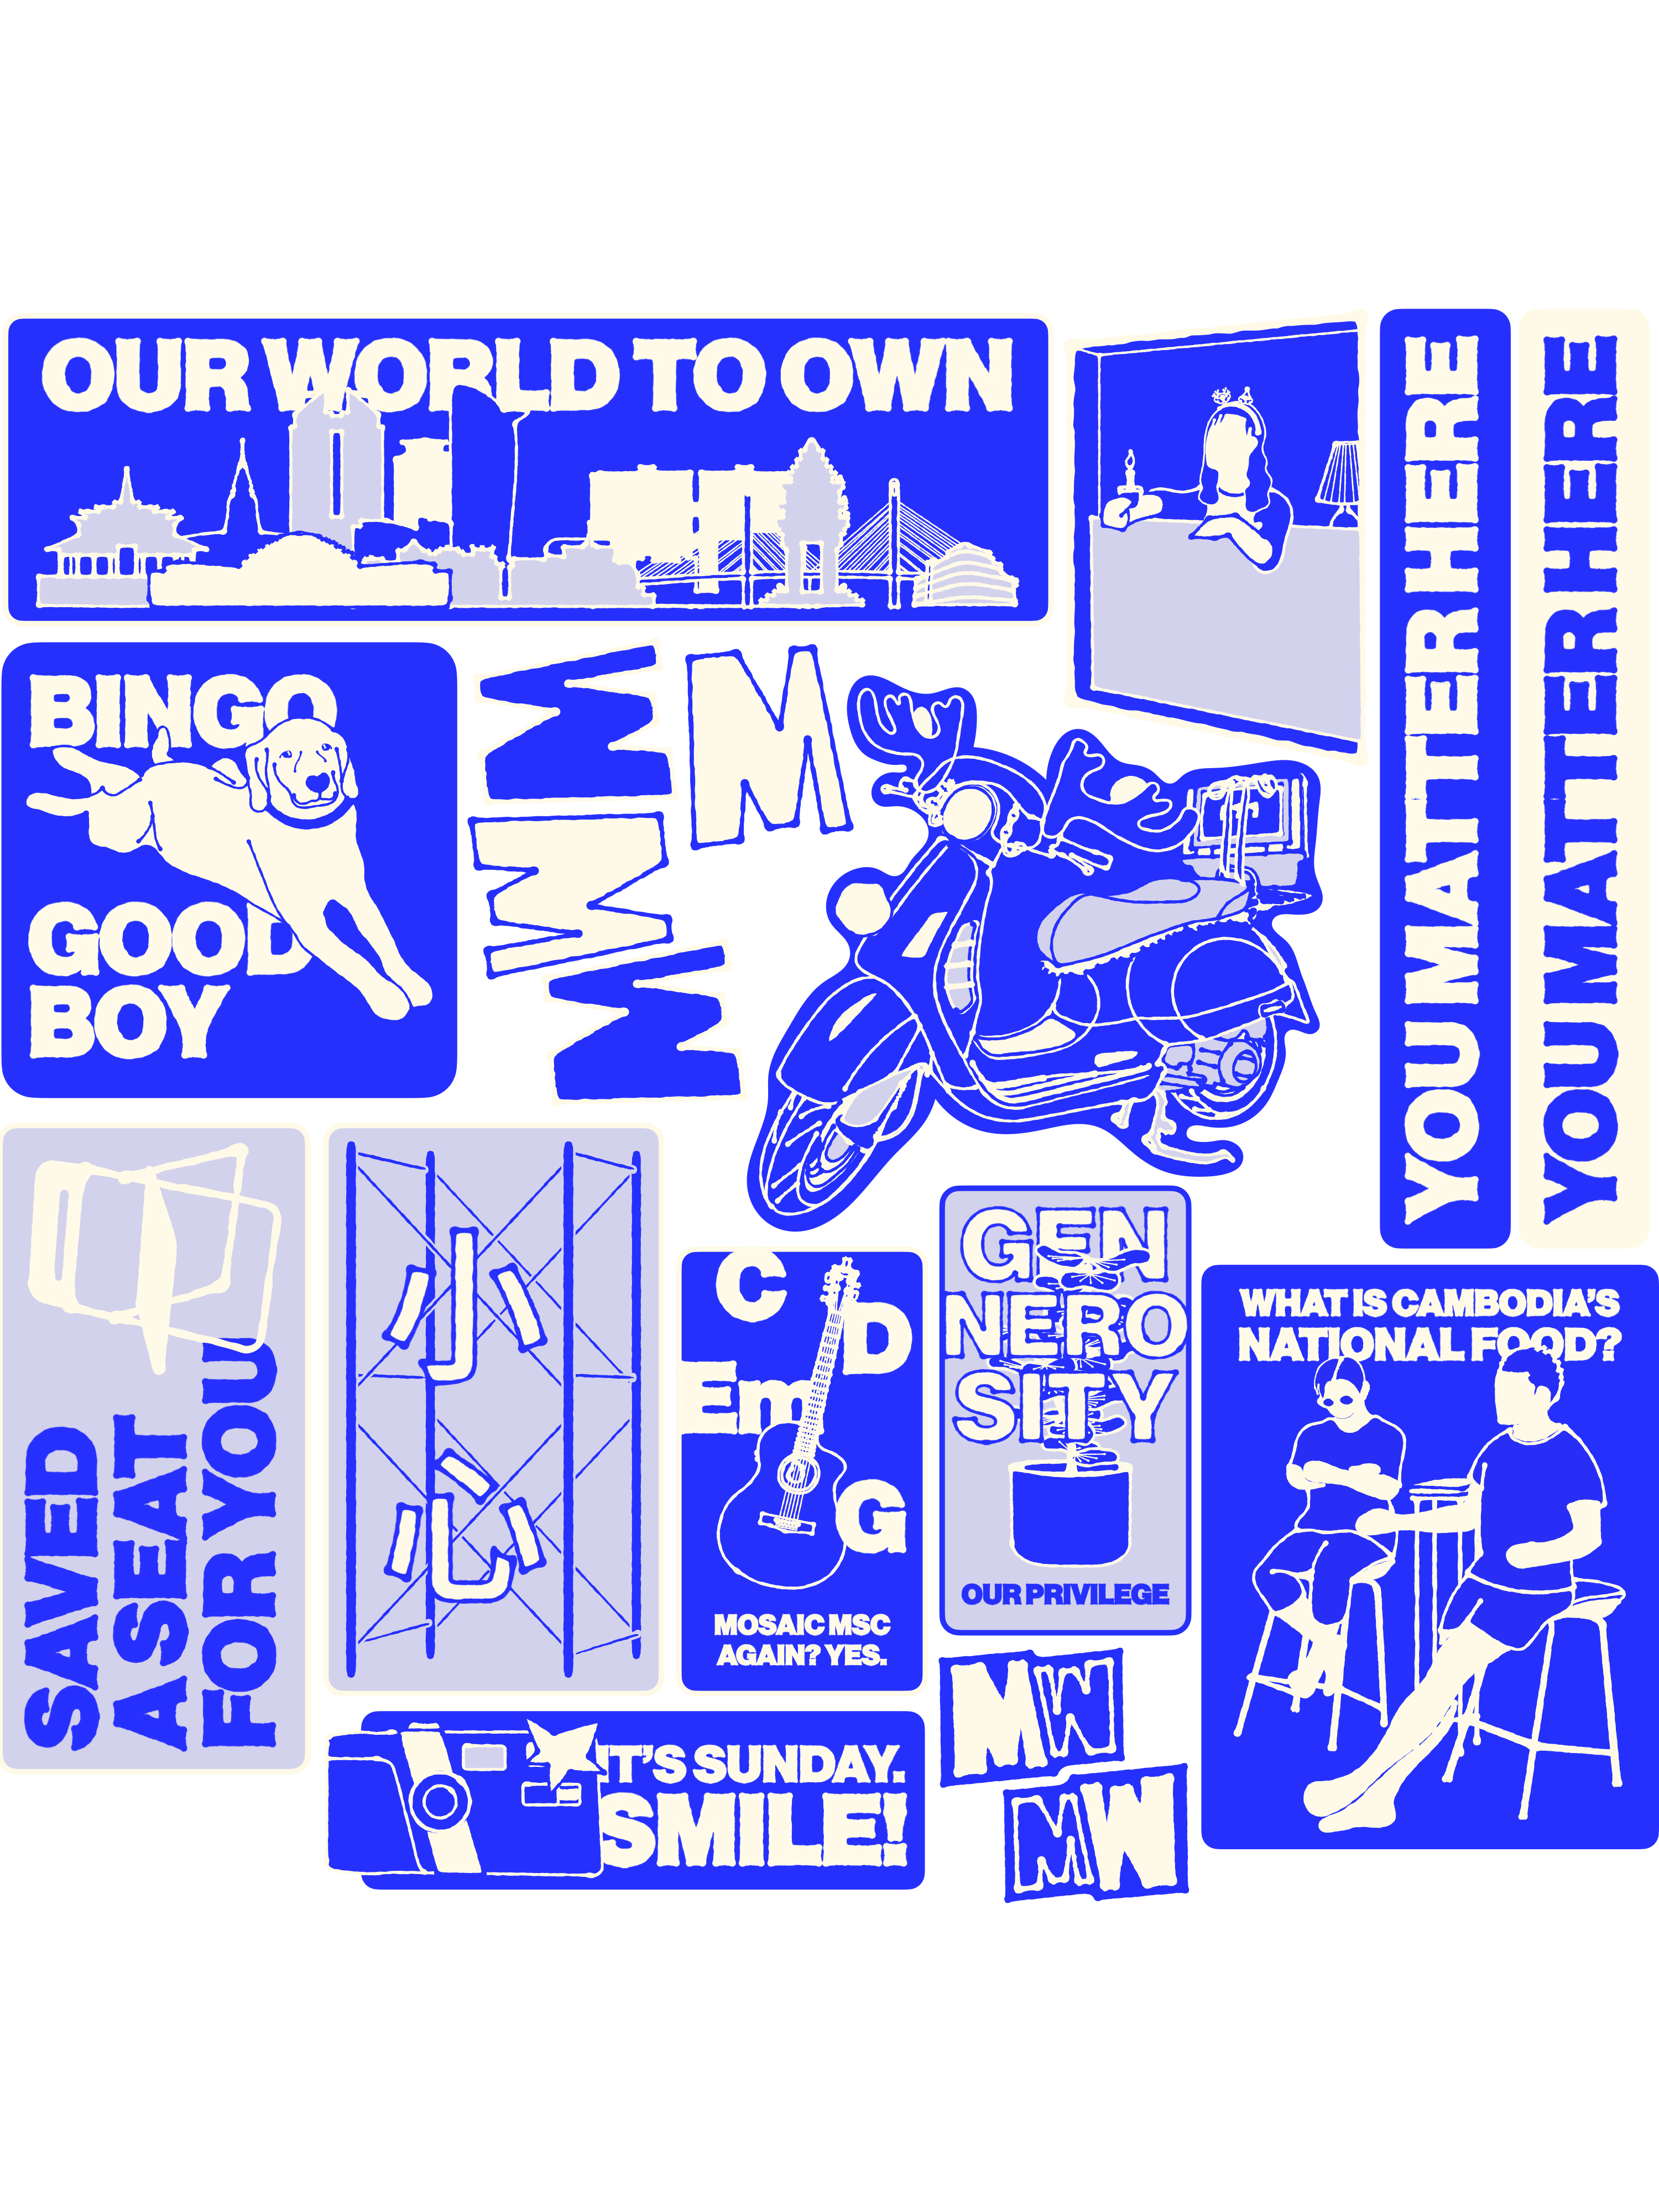 OUR WORLD TO OWN
YOU MATTER HERE
YOU MATTER HERE
BINGO
GOOD
BOY
M
M
M
M
SAVED
A SEAT
FOR YOU
小
心
C
D
Em
G
MOSAIC MSC
AGAIN? YES.
GEN
NERO
SITY
OUR PRIVILEGE
WHAT IS CAMBODIA'S
NATIONAL FOOD?
IT'S SUNDAY.
SMILE!
MW
MW